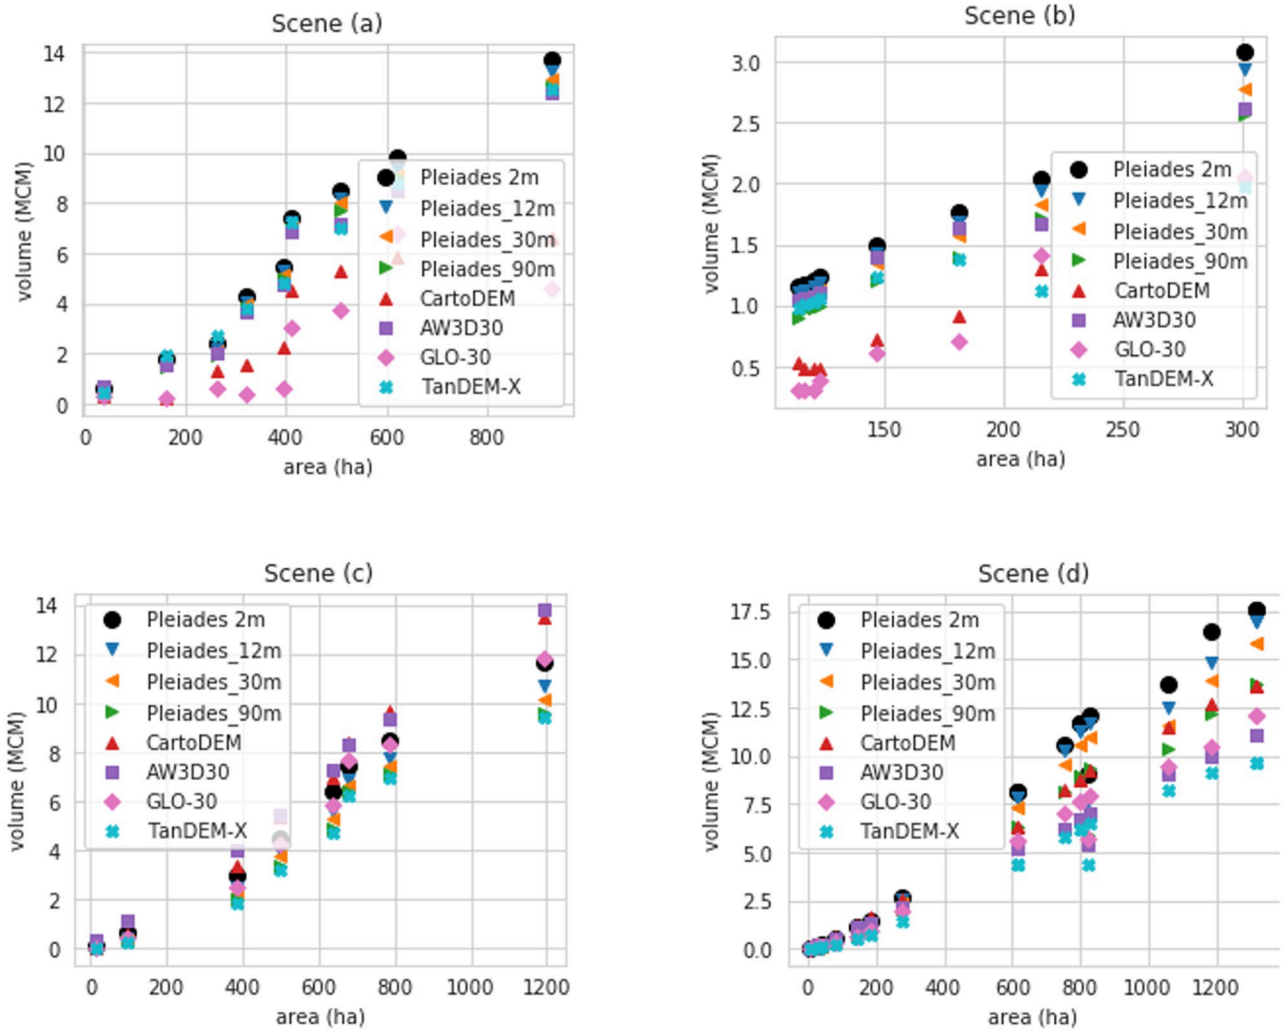 Scene (a)
14
12
10
8
6
4
2
0
volume (MCM)
Pleiades 2m
Pleiades_12m
Pleiades_30m
Pleiades_90m
CartoDEM
AW3D30
GLO-30
TanDEM-X
0 200 400 600 800
area (ha)
Scene (b)
3.0
2.5
2.0
1.5
1.0
0.5
volume (MCM)
Pleiades 2m
Pleiades_12m
Pleiades_30m
Pleiades_90m
CartoDEM
AW3D30
GLO-30
TanDEM-X
150 200 250 300
area (ha)
Scene (c)
14
12
10
8
6
4
2
0
volume (MCM)
Pleiades 2m
Pleiades_12m
Pleiades_30m
Pleiades_90m
CartoDEM
AW3D30
GLO-30
TanDEM-X
0 200 400 600 800 1000 1200
area (ha)
Scene (d)
17.5
15.0
12.5
10.0
7.5
5.0
2.5
0.0
volume (MCM)
Pleiades 2m
Pleiades_12m
Pleiades_30m
Pleiades_90m
CartoDEM
AW3D30
GLO-30
TanDEM-X
0 200 400 600 800 1000 1200
area (ha)